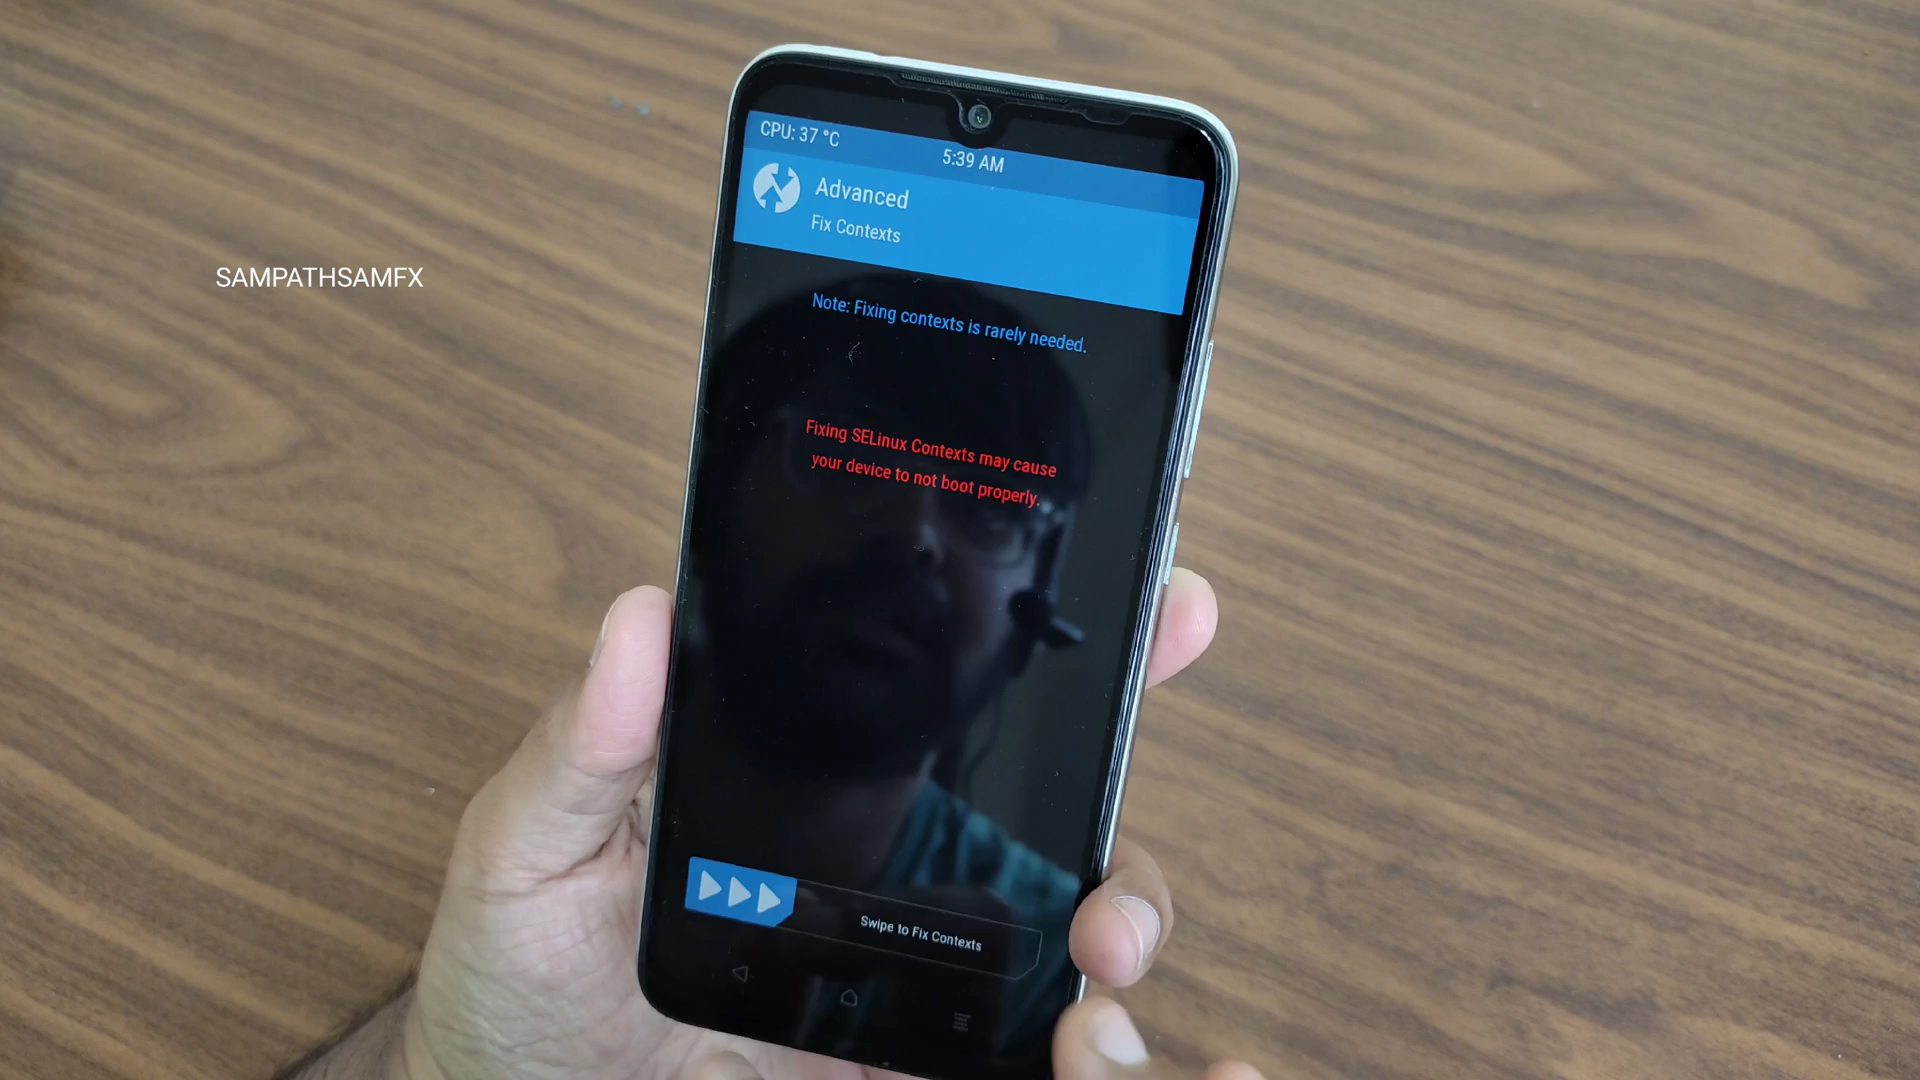 CPU: 37 °C
5:39 AM
Advanced
Fix Contexts
SAMPATHSAMFX
Note: Fixing contexts is rarely needed.
Fixing SELinux Contexts may cause
your device to not boot properly.
Swipe to Fix Contexts